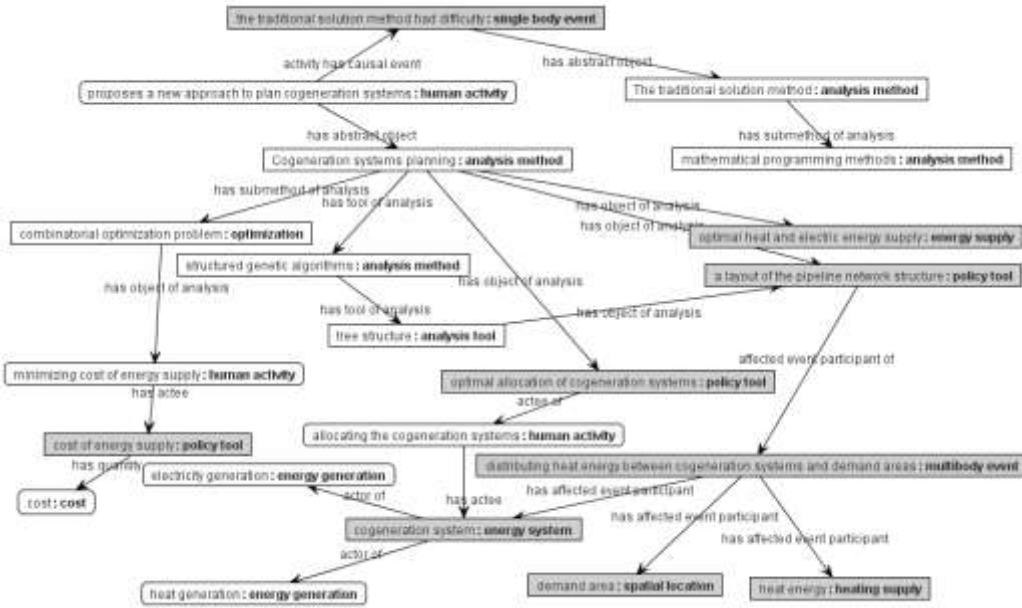 the traditional solution method had difficulty : single body event
activity has causal event
has abstract object
proposes a new approach to plan cogeneration systems : human activity
The traditional solution method : analysis method
has abstract object
has submethod of analysis
Cogeneration systems planning : analysis method
mathematical programming methods : analysis method
has submethod of analysis
has tool of analysis
has object of analysis
has object of analysis
combinatorial optimization problem : optimization
optimal heat and electric energy supply : energy supply
structured genetic algorithms : analysis method
a layout of the pipeline network structure : policy tool
has object of analysis
has object of analysis
has tool of analysis
has object of analysis
tree structure : analysis tool
affected event participant of
minimizing cost of energy supply : human activity
optimal allocation of cogeneration systems : policy tool
has actee
actee of
cost of energy supply : policy tool
allocating the cogeneration systems : human activity
has quantity
electricity generation : energy generation
distributing heat energy between cogeneration systems and demand areas : multibody event
cost : cost
actor of
has actee
has affected event participant
cogeneration system : energy system
has affected event participant
has affected event participant
actor of
heat generation : energy generation
demand area : spatial location
heat energy : heating supply